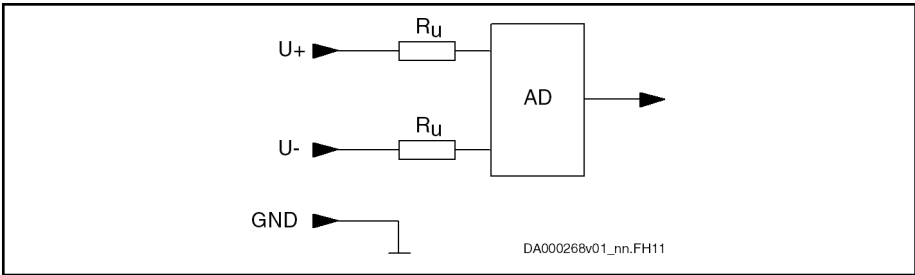 Ru
U+
AD
Ru
U-
GND
DA000268v01_nn.FH11